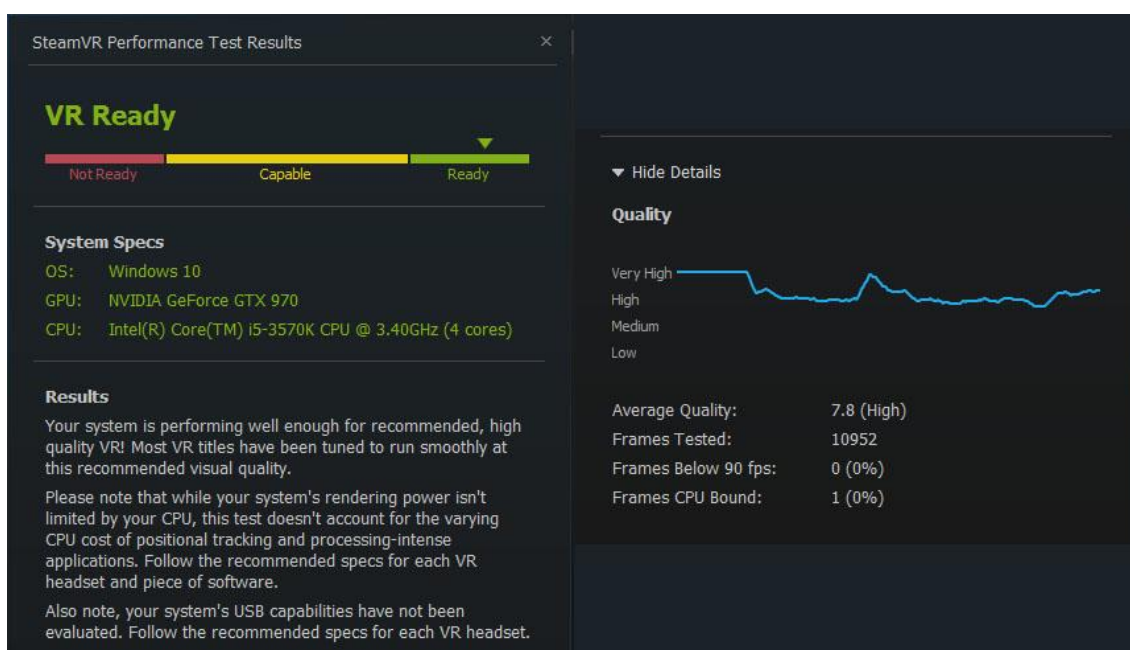 SteamVR Performance Test Results
VR Ready
Not Ready
Capable
Ready
System Specs
OS: Windows 10
GPU: NVIDIA GeForce GTX 970
CPU: Intel(R) Core(TM) i5-3570K CPU @ 3.40GHz (4 cores)
Results
Your system is performing well enough for recommended, high
quality VR! Most VR titles have been tuned to run smoothly at
this recommended visual quality.
Please note that while your system's rendering power isn't
limited by your CPU, this test doesn't account for the varying
CPU cost of positional tracking and processing-intense
applications. Follow the recommended specs for each VR
headset and piece of software.
Also note, your system's USB capabilities have not been
evaluated. Follow the recommended specs for each VR headset.
Hide Details
Quality
Very High
High
Medium
Low
Average Quality: 7.8 (High)
Frames Tested: 10952
Frames Below 90 fps: 0 (0%)
Frames CPU Bound: 1 (0%)